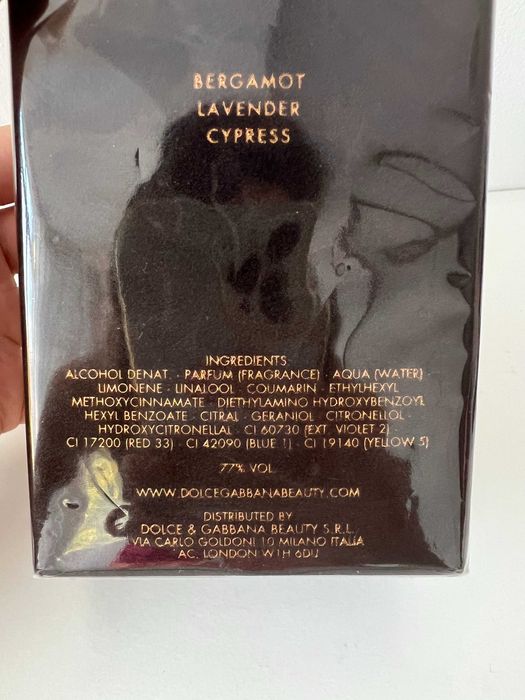 BERGAMOT
LAVENDER
CYPRESS
INGREDIENTS
ALCOHOL DENAT. · PARFUM (FRAGRANCE) · AQUA (WATER) ·
LIMONENE · LINALOOL · COUMARIN · ETHYLHEXYL
METHOXYCINNAMATE · DIETHYLAMINO HYDROXYBENZOYL
HEXYL BENZOATE · CITRAL · GERANIOL · CITRONELLOL ·
HYDROXYCITRONELLAL · CI 60730 (EXT. VIOLET 2) ·
CI 17200 (RED 33) · CI 42090 (BLUE 1) · CI 19140 (YELLOW 5)
77% VOL
WWW.DOLCEGABBANABEAUTY.COM
DISTRIBUTED BY
DOLCE & GABBANA BEAUTY S.R.L.
VIA CARLO GOLDONI 10 MILANO ITALIA
AC. LONDON W1H 6DU